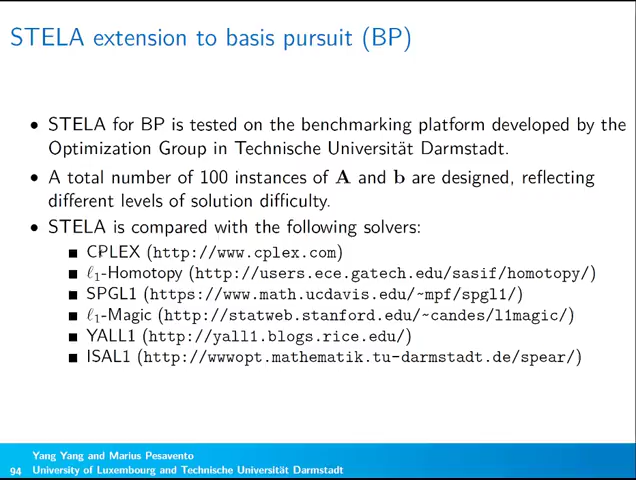 STELA extension to basis pursuit (BP)
• STELA for BP is tested on the benchmarking platform developed by the
Optimization Group in Technische Universität Darmstadt.
• A total number of 100 instances of A and b are designed, reflecting
different levels of solution difficulty.
• STELA is compared with the following solvers:
■ CPLEX (http://www.cplex.com)
■ ℓ₁-Homotopy (http://users.ece.gatech.edu/sasif/homotopy/)
■ SPGL1 (https://www.math.ucdavis.edu/~mpf/spgl1/)
■ ℓ₁-Magic (http://statweb.stanford.edu/~candes/l1magic/)
■ YALL1 (http://yall1.blogs.rice.edu/)
■ ISAL1 (http://wwwopt.mathematik.tu-darmstadt.de/spear/)
Yang Yang and Marius Pesavento
94 University of Luxembourg and Technische Universität Darmstadt